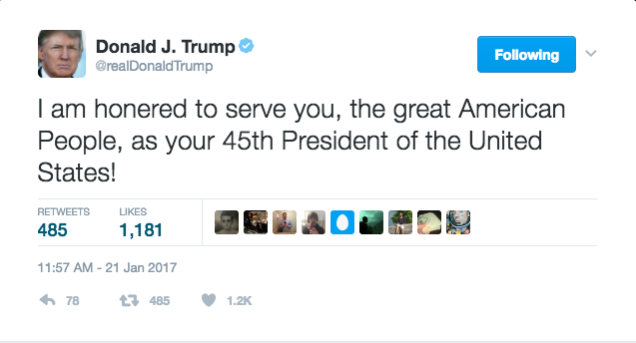 Donald J. Trump
@realDonaldTrump
Following
I am honered to serve you, the great American
People, as your 45th President of the United
States!
RETWEETS LIKES
485 1,181
11:57 AM - 21 Jan 2017
78 485 1.2K